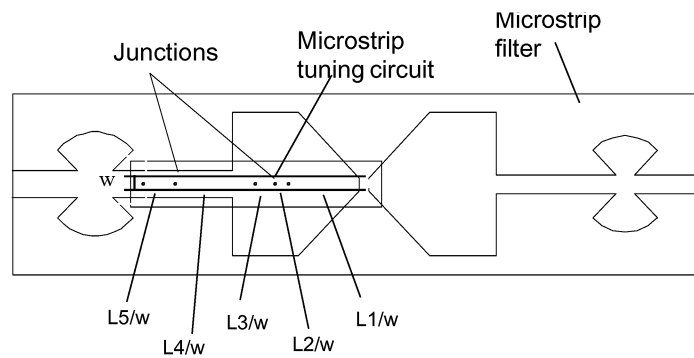 Microstrip
filter
Junctions
Microstrip
tuning circuit
w
L5/w
L4/w
L3/w
L2/w
L1/w